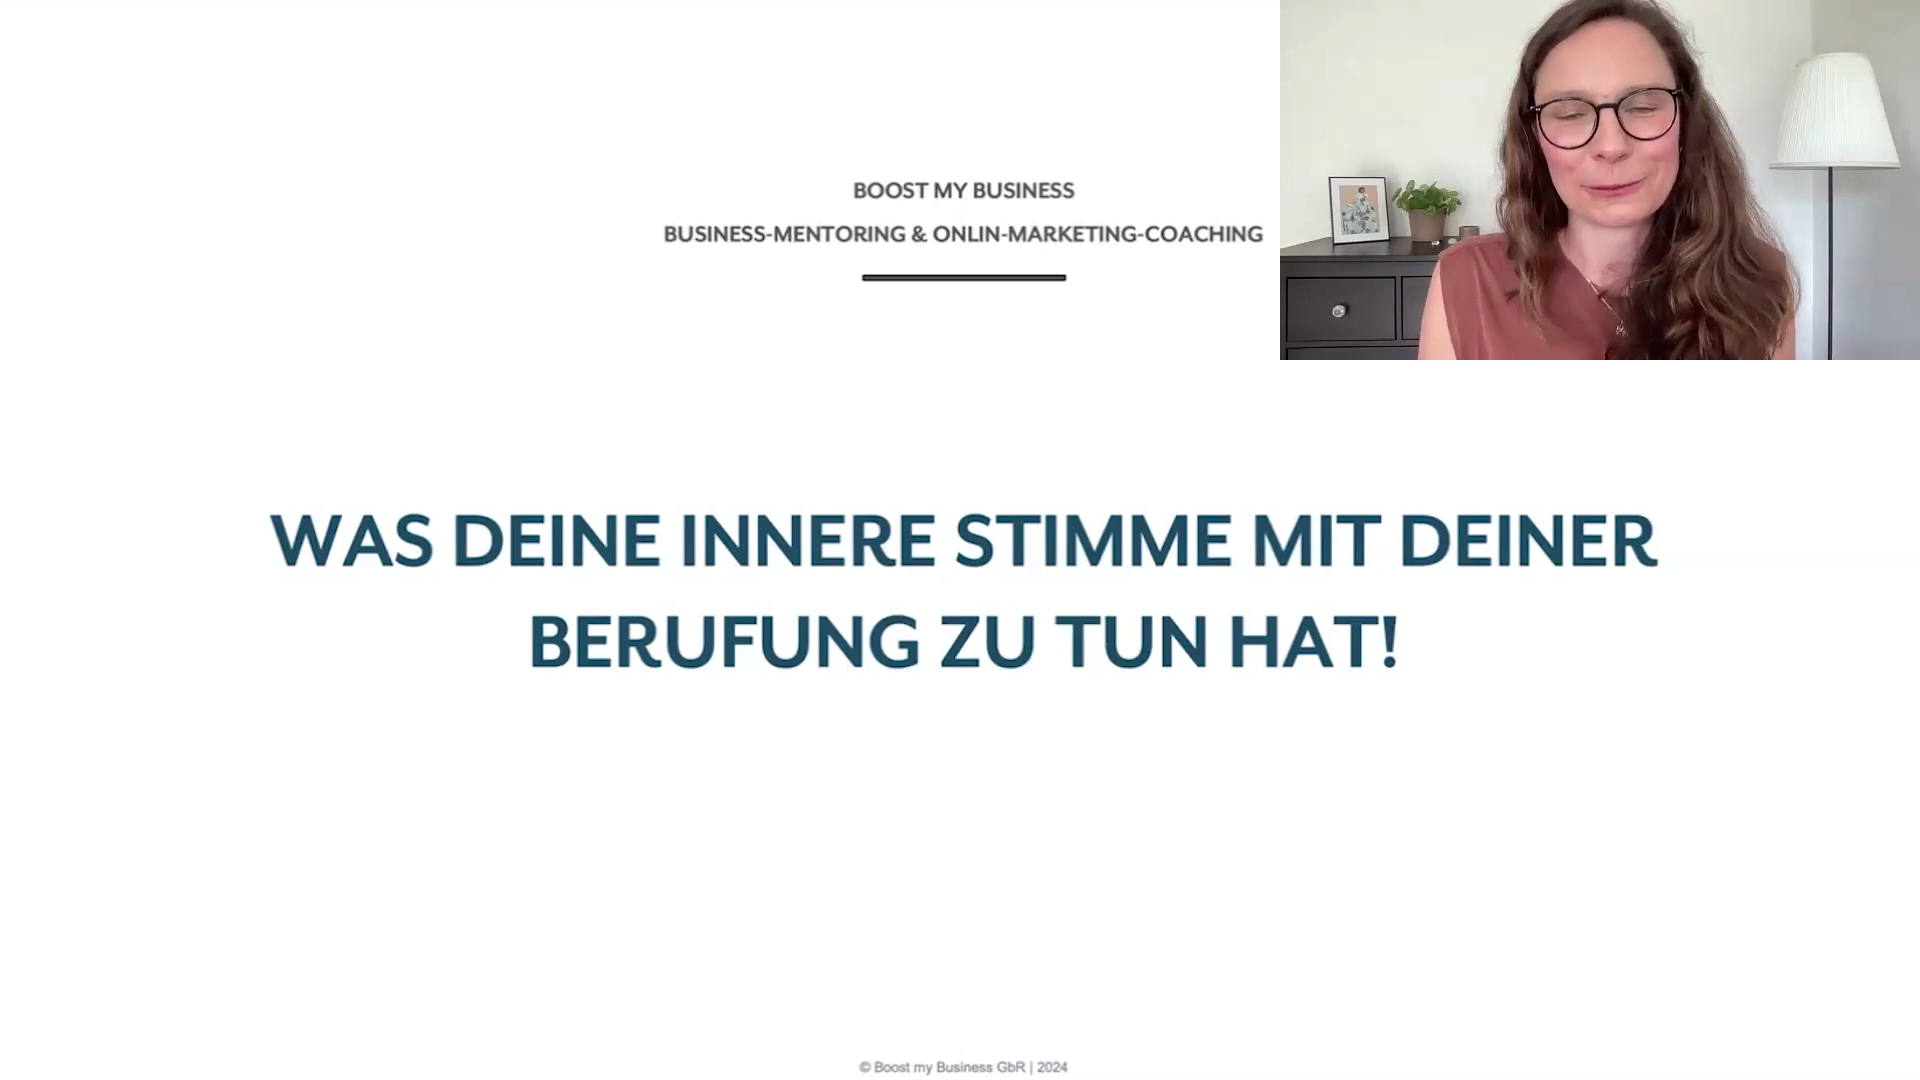 BOOST MY BUSINESS
BUSINESS-MENTORING & ONLIN-MARKETING-COACHING
WAS DEINE INNERE STIMME MIT DEINER
BERUFUNG ZU TUN HAT!
© Boost my Business GbR | 2024